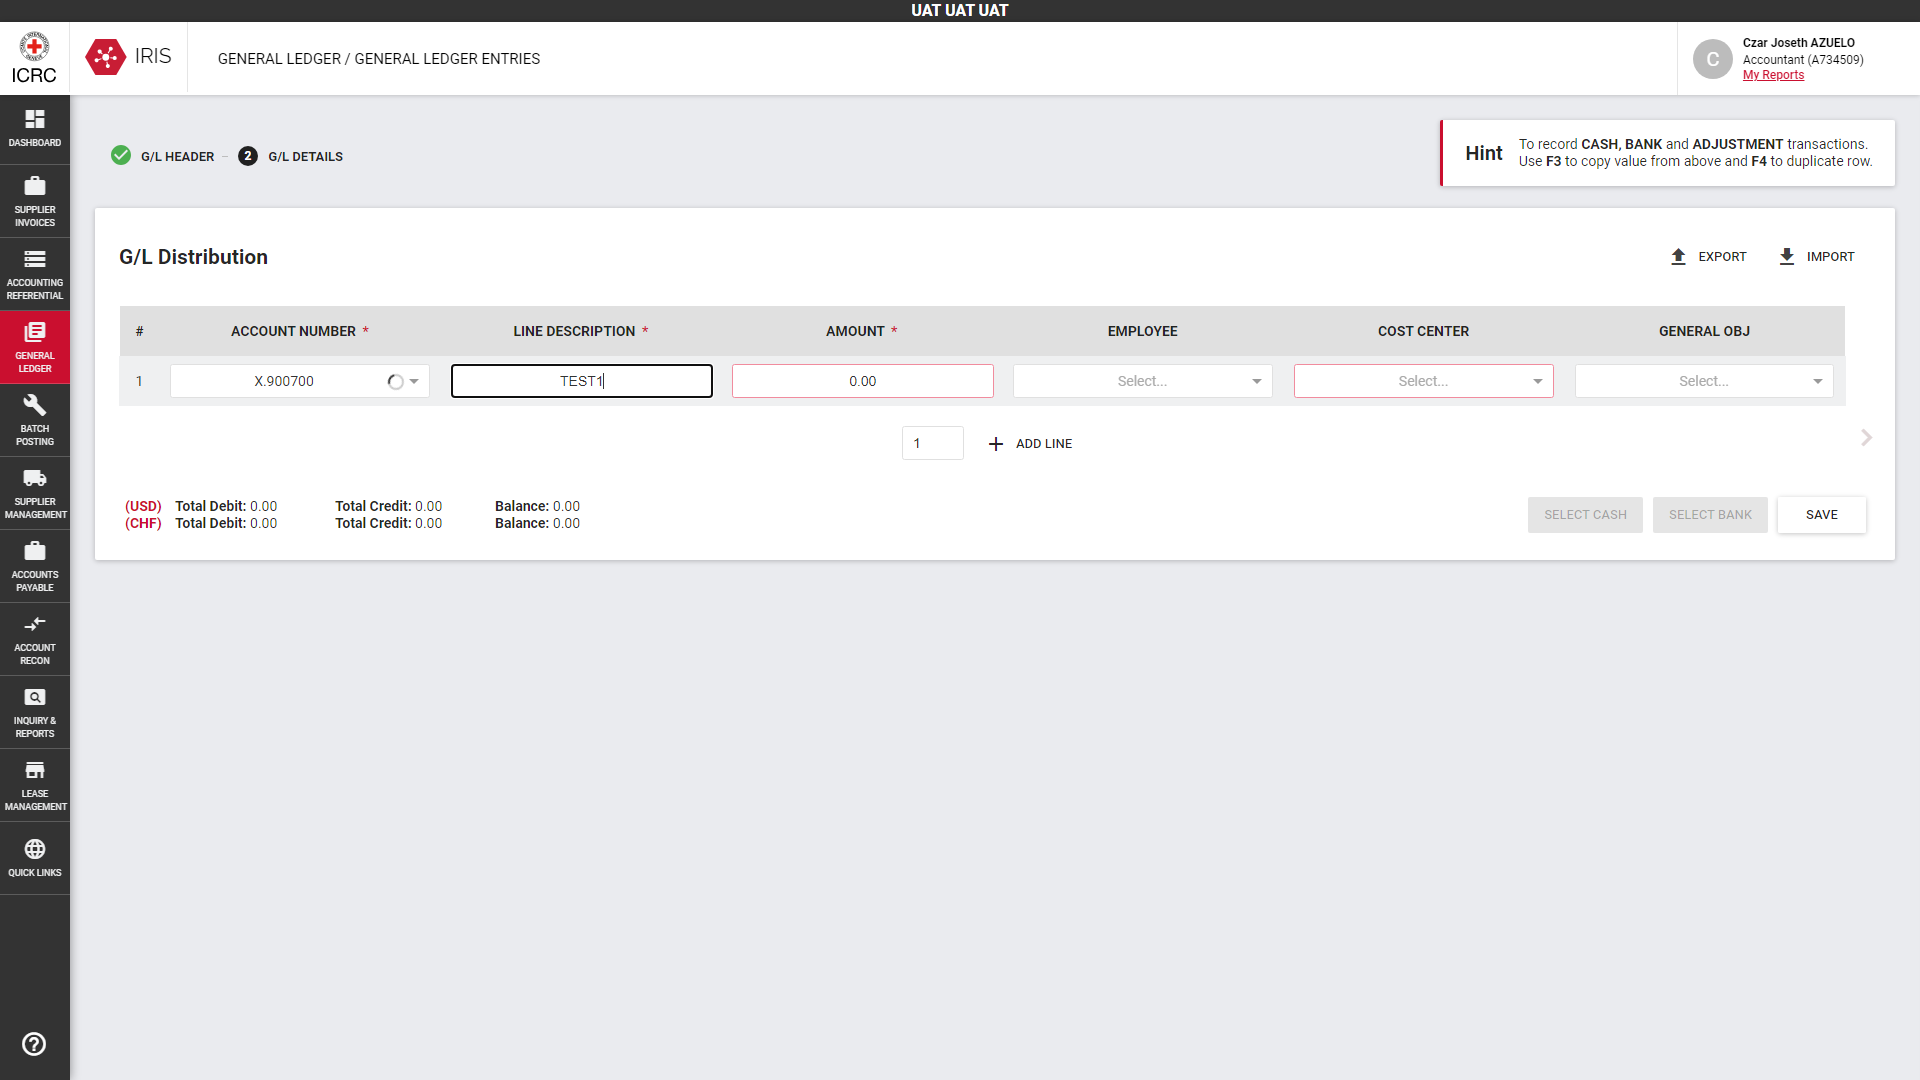 UAT UAT UAT
ICRC
IRIS
GENERAL LEDGER / GENERAL LEDGER ENTRIES
C
Czar Joseth AZUELO
Accountant (A734509)
My Reports
DASHBOARD
SUPPLIER
INVOICES
ACCOUNTING
REFERENTIAL
GENERAL
LEDGER
BATCH
POSTING
SUPPLIER
MANAGEMENT
ACCOUNTS
PAYABLE
ACCOUNT
RECON
INQUIRY &
REPORTS
LEASE
MANAGEMENT
QUICK LINKS
G/L HEADER – 2 G/L DETAILS
Hint
To record CASH, BANK and ADJUSTMENT transactions.
Use F3 to copy value from above and F4 to duplicate row.
G/L Distribution
EXPORT IMPORT
# ACCOUNT NUMBER * LINE DESCRIPTION * AMOUNT * EMPLOYEE COST CENTER GENERAL OBJ
1 X.900700 TEST1 0.00 Select... Select... Select...
1 + ADD LINE
(USD) Total Debit: 0.00 Total Credit: 0.00 Balance: 0.00
(CHF) Total Debit: 0.00 Total Credit: 0.00 Balance: 0.00
SELECT CASH SELECT BANK SAVE